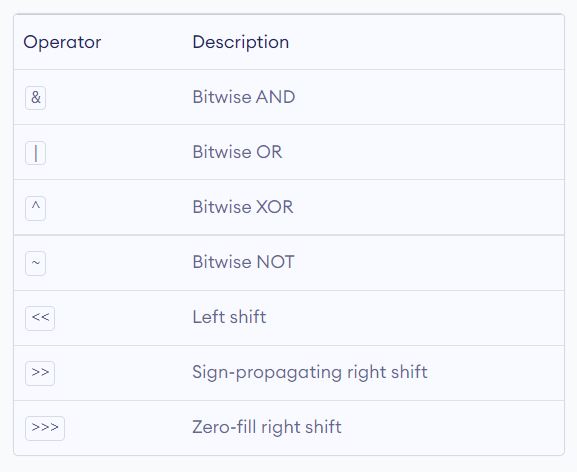 Operator Description
& Bitwise AND
| Bitwise OR
^ Bitwise XOR
~ Bitwise NOT
<< Left shift
>> Sign-propagating right shift
>>> Zero-fill right shift